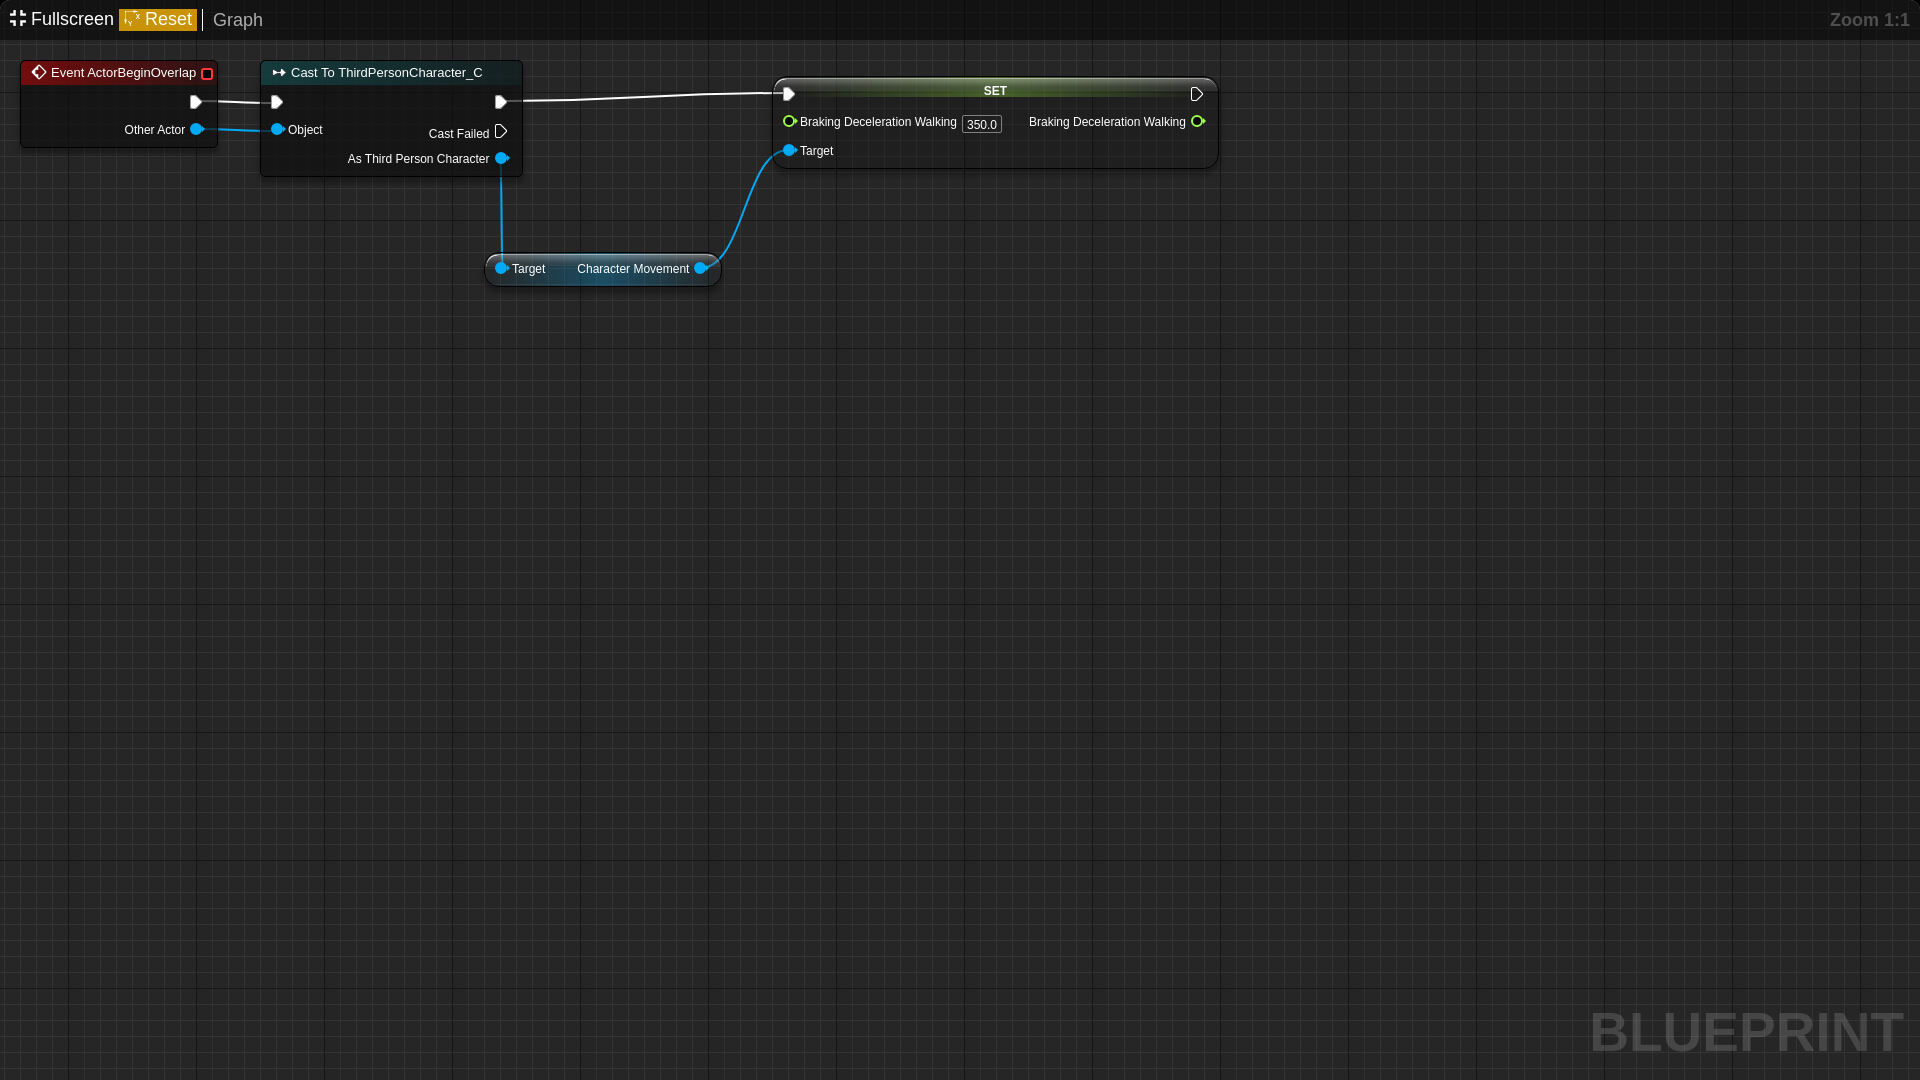 Fullscreen Reset Graph Zoom 1:1
Event ActorBeginOverlap
Other Actor
Cast To ThirdPersonCharacter_C
Object
Cast Failed
As Third Person Character
SET
Braking Deceleration Walking 350.0 Braking Deceleration Walking
Target
Target Character Movement
BLUEPRINT